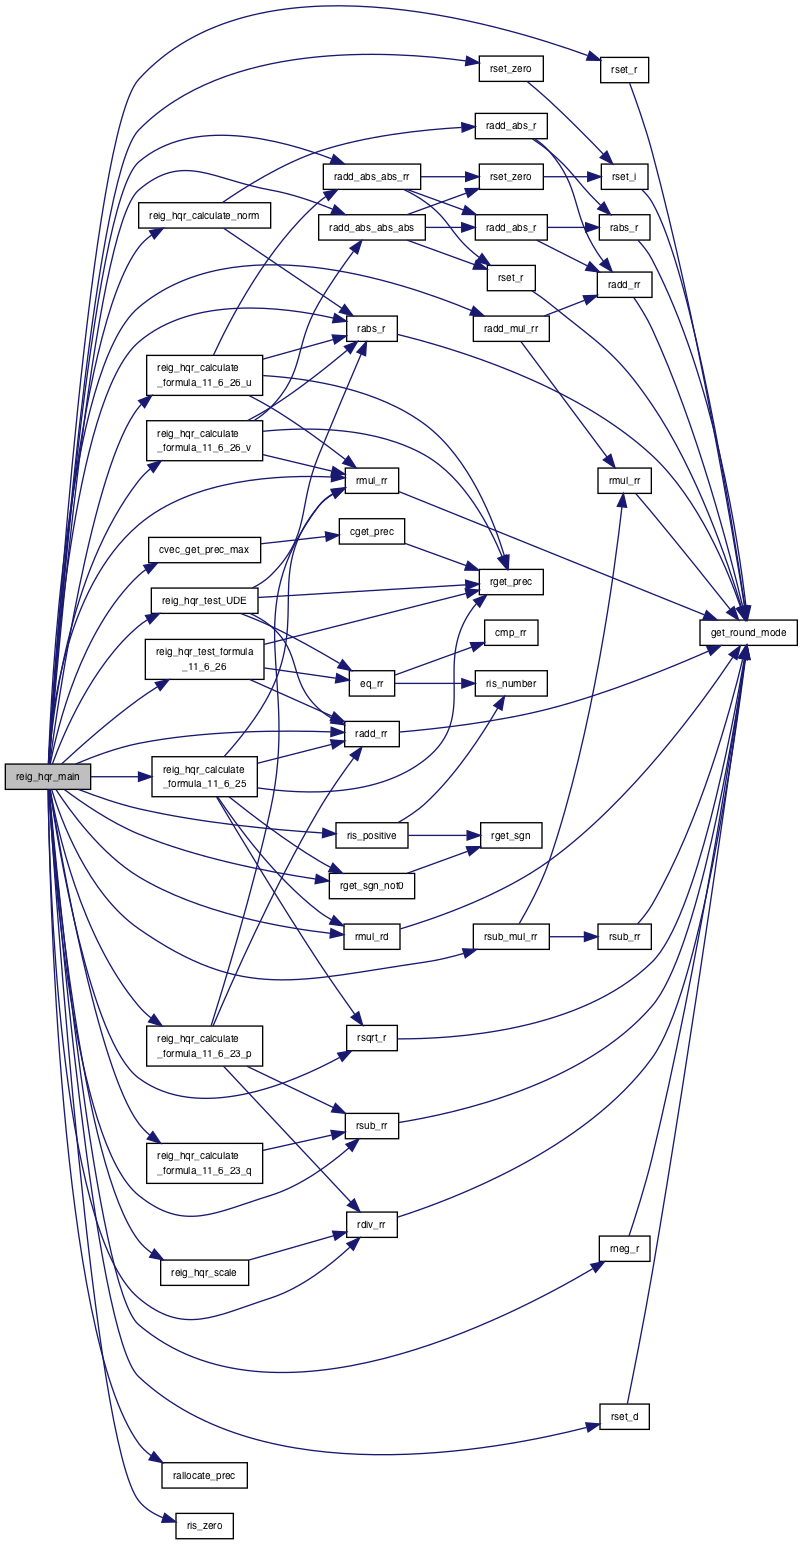 rset_r
rset_zero
radd_abs_r
radd_abs_abs_rr
rset_zero
rset_i
reig_hqr_calculate_norm
radd_abs_abs_abs
radd_abs_r
rabs_r
rset_r
radd_rr
rabs_r
radd_mul_rr
reig_hqr_calculate
_formula_11_6_26_u
reig_hqr_calculate
_formula_11_6_26_v
rmul_rr
rmul_rr
cget_prec
cvec_get_prec_max
rget_prec
reig_hqr_test_UDE
cmp_rr
get_round_mode
reig_hqr_test_formula
_11_6_26
eq_rr
ris_number
radd_rr
reig_hqr_main
reig_hqr_calculate
_formula_11_6_25
ris_positive
rget_sgn
rget_sgn_not0
rmul_rd
rsub_mul_rr
rsub_rr
reig_hqr_calculate
_formula_11_6_23_p
rsqrt_r
rsub_rr
reig_hqr_calculate
_formula_11_6_23_q
rdiv_rr
rneg_r
reig_hqr_scale
rset_d
rallocate_prec
ris_zero